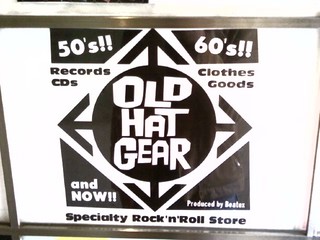 50's!!
60's!!
Records
CDs
Clothes
Goods
OLD
HAT
GEAR
and
NOW!!
Produced by Beatex
Specialty Rock'n'Roll Store